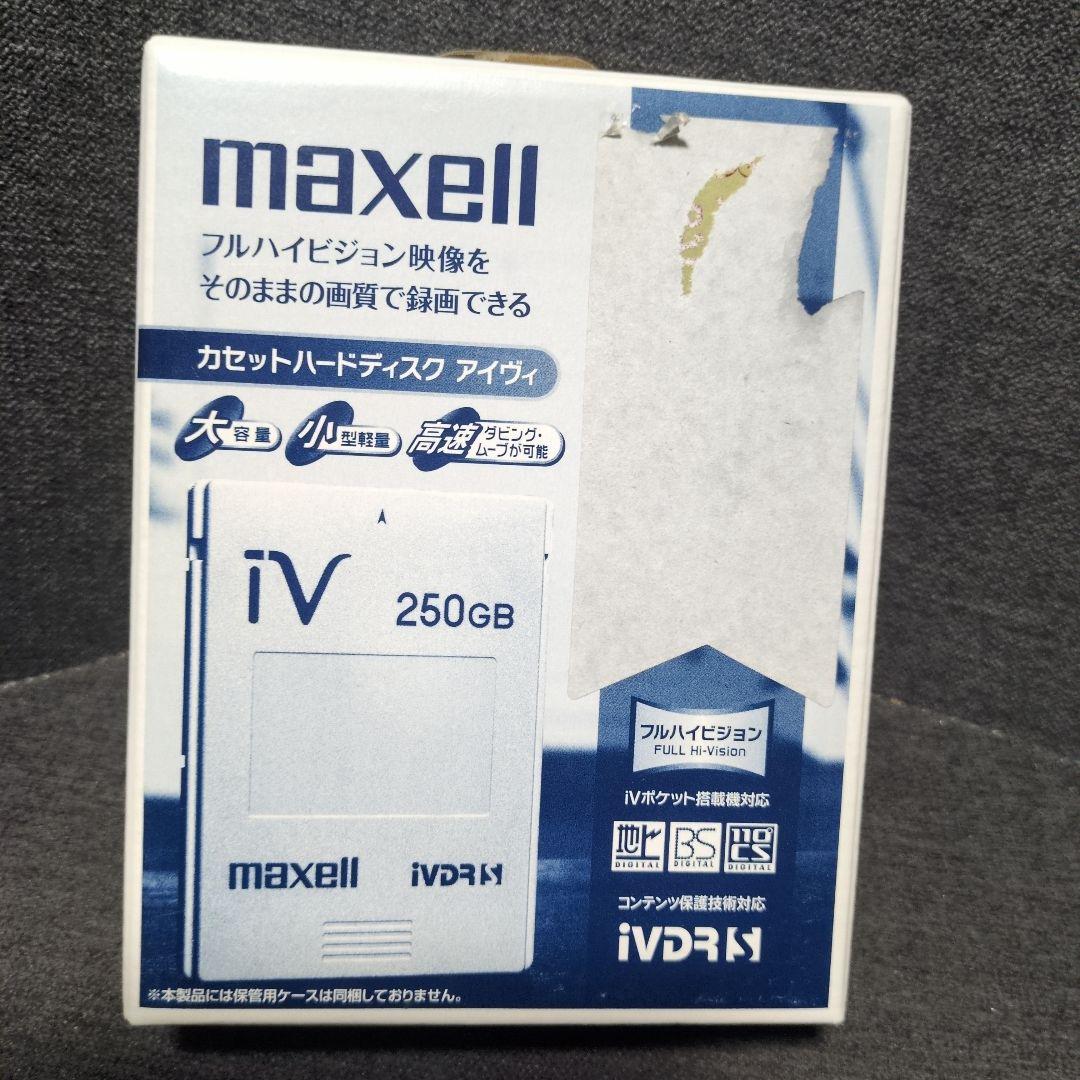 maxell
フルハイビジョン映像を
そのままの画質で録画できる
カセットハードディスク アイヴィ
大容量
小型軽量
高速ダビング・
ムーブが可能
iV
250GB
maxell iVDR S
フルハイビジョン
FULL Hi-Vision
iVポケット搭載機対応
地上 DIGITAL
BS DIGITAL
110° CS DIGITAL
コンテンツ保護技術対応
iVDR S
※本製品には保管用ケースは同梱しておりません。